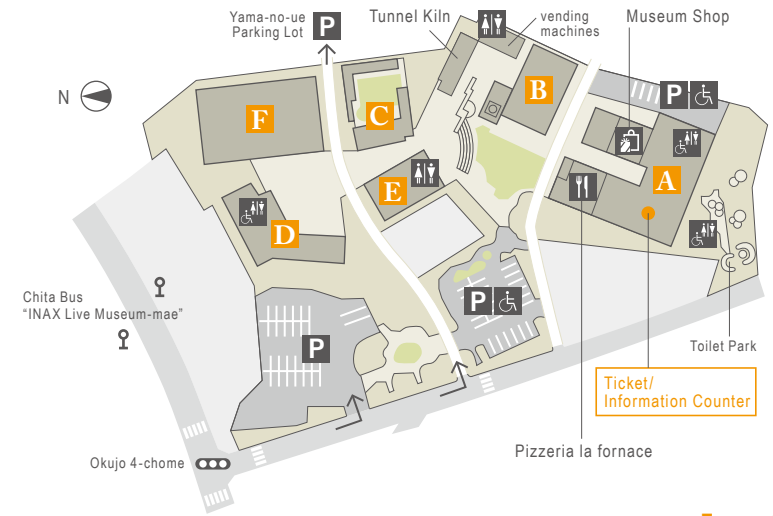 Yama-no-ue
Parking Lot
P
Tunnel Kiln
vending
machines
Museum Shop
N
P
F
C
B
A
E
D
P
P
Chita Bus
“INAX Live Museum-mae”
Toilet Park
Ticket/
Information Counter
Pizzeria la fornace
Okujo 4-chome